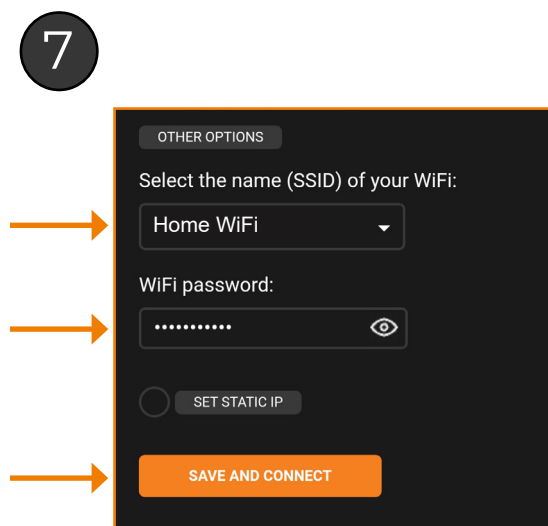 7
OTHER OPTIONS
Select the name (SSID) of your WiFi:
Home WiFi
WiFi password:
•••••••••••
SET STATIC IP
SAVE AND CONNECT